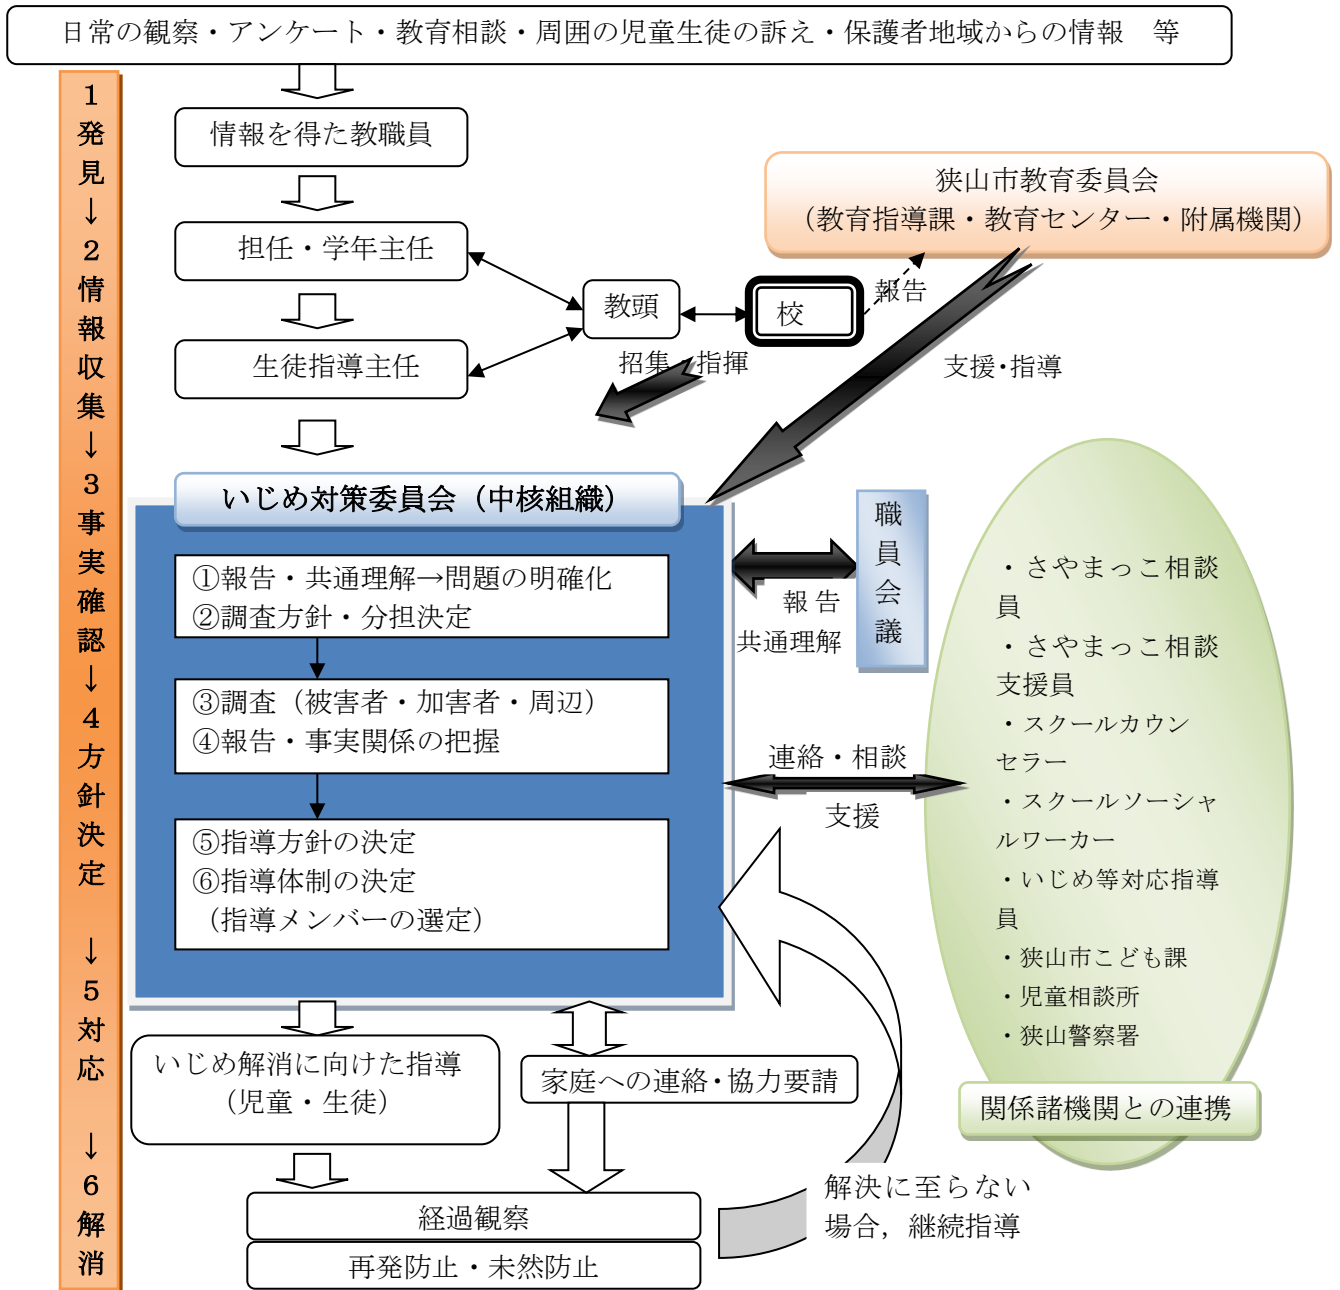 日常の観察・アンケート・教育相談・周囲の児童生徒の訴え・保護者地域からの情報　等
1発見→2情報収集→3事実確認→4方針決定　→5対応　→6解消
情報を得た教職員
担任・学年主任
生徒指導主任
教頭
校
報告
招集・指揮
狭山市教育委員会
（教育指導課・教育センター・附属機関）
支援・指導
いじめ対策委員会（中核組織）
①報告・共通理解→問題の明確化
②調査方針・分担決定
③調査（被害者・加害者・周辺）
④報告・事実関係の把握
⑤指導方針の決定
⑥指導体制の決定
（指導メンバーの選定）
職員会議
報告
共通理解
連絡・相談
支援
・さやまっこ相談
員
・さやまっこ相談
支援員
・スクールカウン
セラー
・スクールソーシャ
ルワーカー
・いじめ等対応指導
員
・狭山市こども課
・児童相談所
・狭山警察署
関係諸機関との連携
いじめ解消に向けた指導
（児童・生徒）
家庭への連絡・協力要請
経過観察
再発防止・未然防止
解決に至らない
場合，継続指導